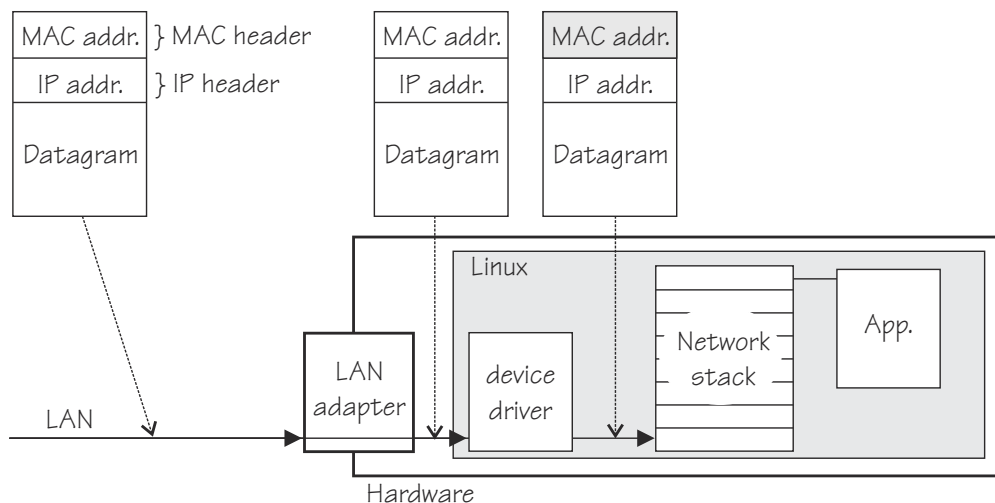 MAC addr.
} MAC header
IP addr.
} IP header
Datagram
MAC addr.
IP addr.
Datagram
MAC addr.
IP addr.
Datagram
Linux
App.
Network
stack
device
driver
LAN
adapter
LAN
Hardware